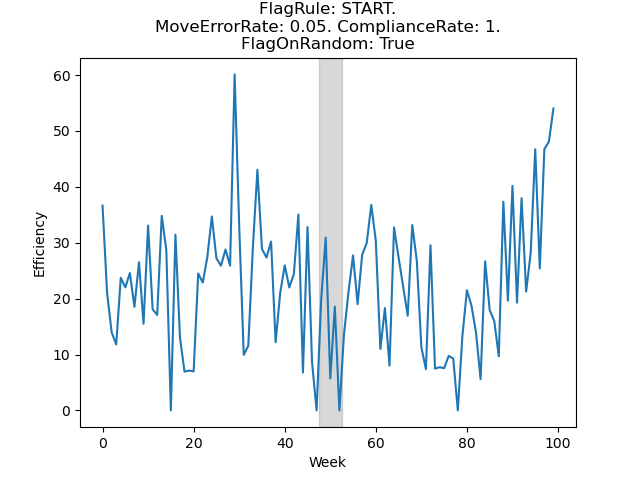 FlagRule: START.
MoveErrorRate: 0.05. ComplianceRate: 1.
FlagOnRandom: True
60
50
40
30
20
10
0
Efficiency
0 20 40 60 80 100
Week